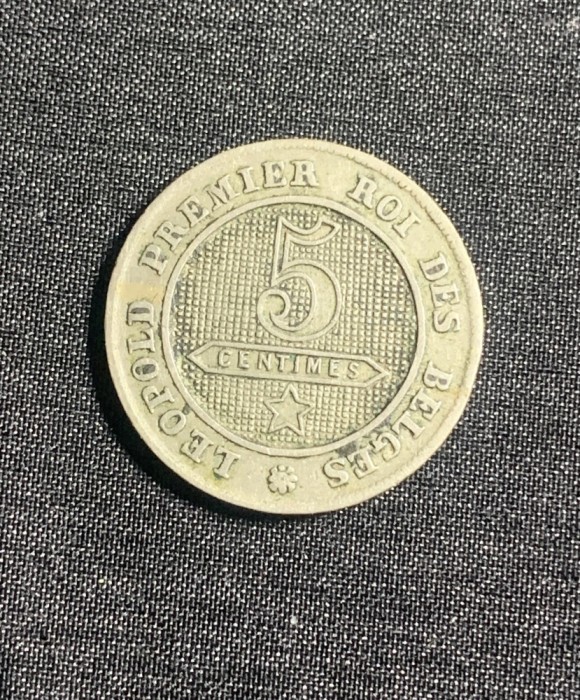 LEOPOLD PREMIER ROI DES BELGES
5
CENTIMES